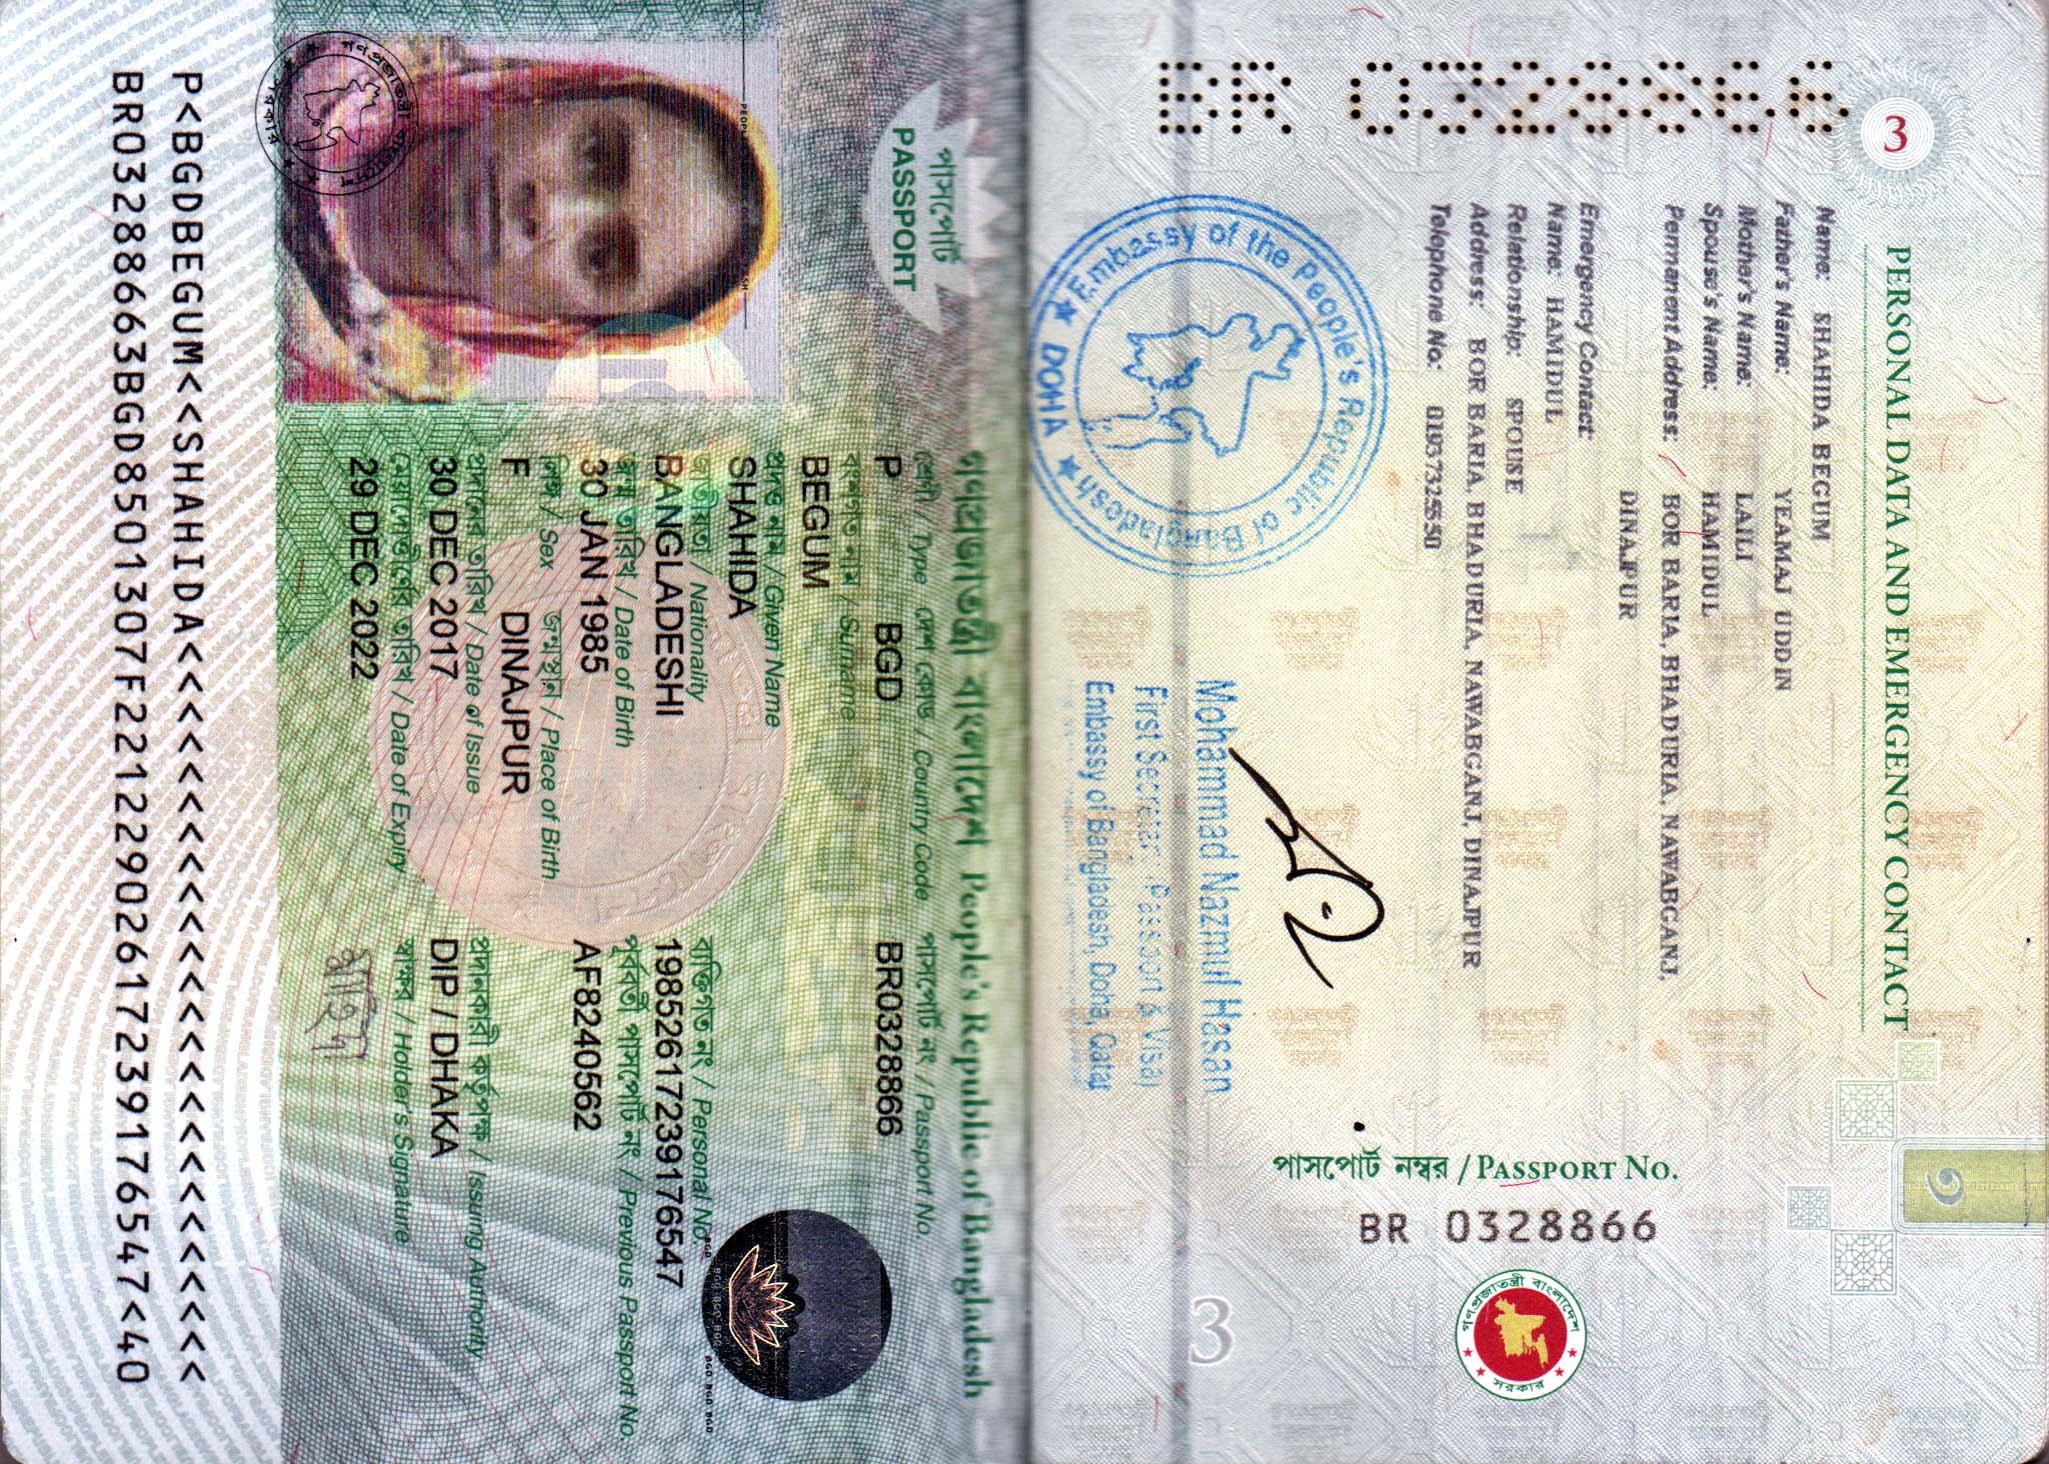 BR 0328866
3
PERSONAL DATA AND EMERGENCY CONTACT
Name: SHAHIDA BEGUM
Father's Name: YEAMAJ UDDIN
Mother's Name: LAILI
Spouse's Name: HAMIDUL
Permanent Address: BOR BARIA, BHADURIA, NAWABGANJ,
DINAJPUR
Emergency Contact:
Name: HAMIDUL
Relationship: SPOUSE
Address: BOR BARIA, BHADURIA, NAWABGANJ, DINAJPUR
Telephone No: 01937325550
Embassy of the People's Republic of Bangladesh
DOHA
Mohammad Nazmul Hasan
First Secretary (Passport & Visa)
Embassy of Bangladesh, Doha, Qatar
পাসপোর্ট নম্বর / PASSPORT NO.
BR 0328866
গণপ্রজাতন্ত্রী বাংলাদেশ
সরকার
৩
3
গণপ্রজাতন্ত্রী বাংলাদেশ People's Republic of Bangladesh
পাসপোর্ট
PASSPORT
শ্রেণী / Type দেশ কোড / Country Code পাসপোর্ট নং / Passport No.
P BGD BR0328866
বংশগত নাম / Surname
BEGUM
প্রদত্ত নাম / Given Name
SHAHIDA
জাতীয়তা / Nationality ব্যক্তিগত নং / Personal No.
BANGLADESHI 19852617239176547
জন্ম তারিখ / Date of Birth পূর্ববর্তী পাসপোর্ট নং / Previous Passport No.
30 JAN 1985 AF8240562
লিঙ্গ / Sex জন্মস্থান / Place of Birth
F DINAJPUR
প্রদানের তারিখ / Date of Issue প্রদানকারী কর্তৃপক্ষ / Issuing Authority
30 DEC 2017 DIP / DHAKA
মেয়াদোত্তীর্ণের তারিখ / Date of Expiry স্বাক্ষর / Holder's Signature
29 DEC 2022
P<BGDBEGUM<<SHAHIDA<<<<<<<<<<<<<<<<<<<<<<<<<
BR03288663BGD8501307F221229026172391​76547<40